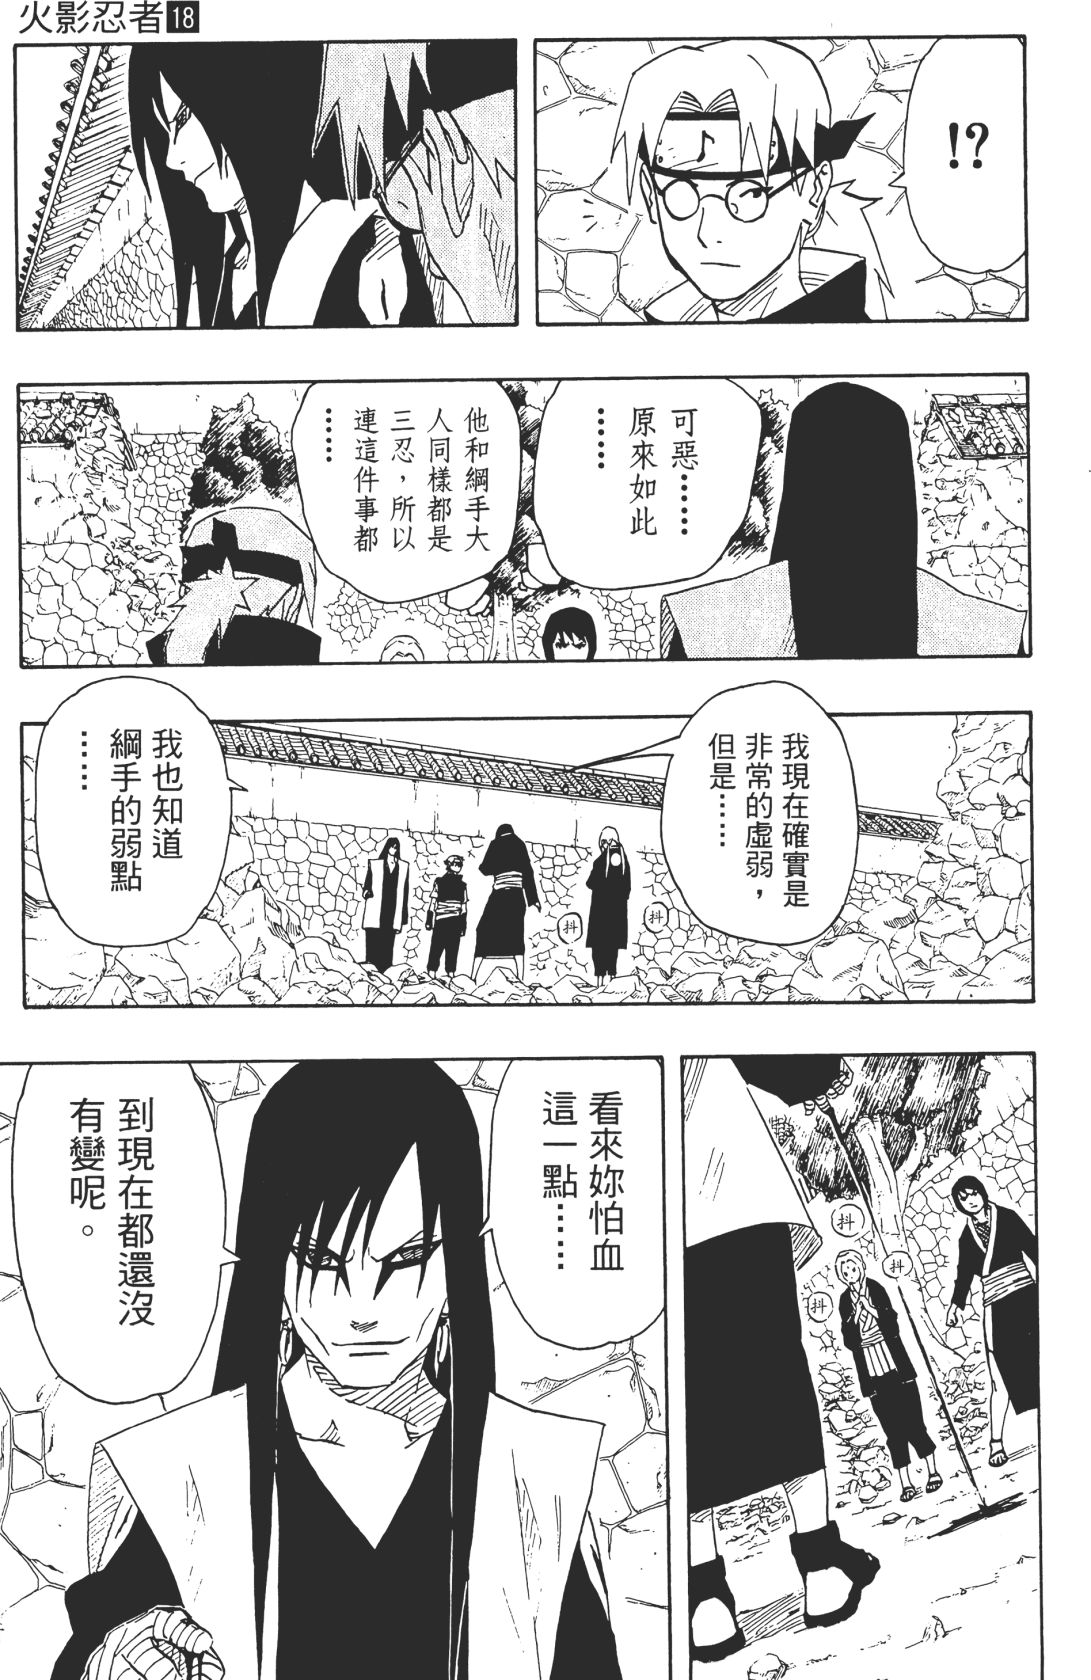 火影忍者18
!?
可惡……
原來如此
……
他和綱手大
人同樣都是
三忍，所以
連這件事都
……
我現在確實是
非常的虛弱，
但是……
我也知道
綱手的弱點
……
抖
抖
抖
抖
抖
看來妳怕血
這一點……
到現在都還沒
有變呢。